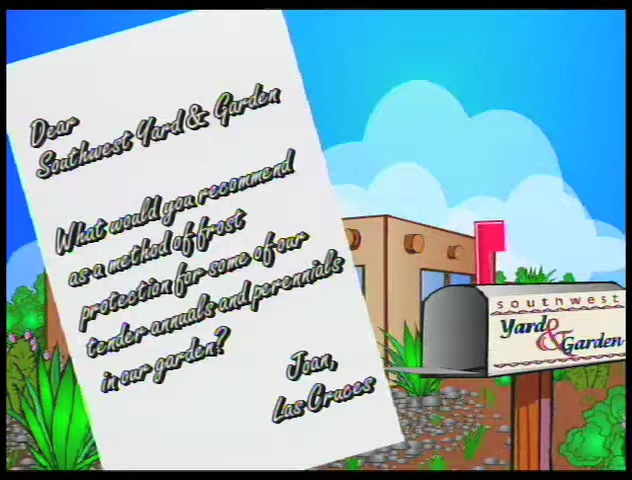 Dear
Southwest Yard & Garden
What would you recommend
as a method of frost
protection for some of our
tender annuals and perennials
in our garden?
Joan,
Las Cruces
southwest
Yard
& Garden